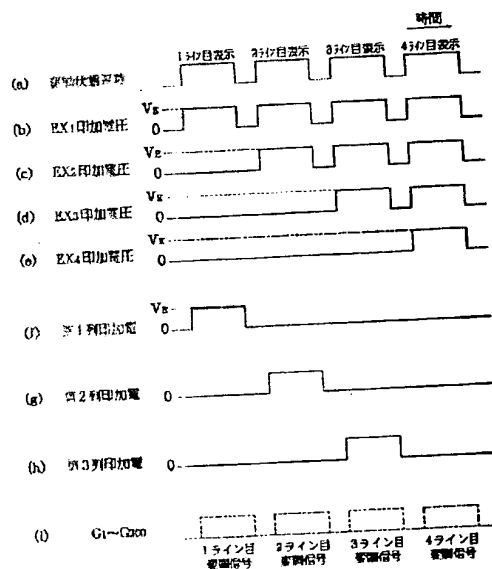 時間
1ライン目表示 2ライン目表示 3ライン目表示 4ライン目表示
(a)
(b) EX1印加電圧 VE 0
(c) EX2印加電圧 VE 0
(d) EX3印加電圧 VE 0
(e) EX4印加電圧 VE 0
(f) 第1列印加電 VE 0
(g) 第2列印加電 0
(h) 第3列印加電 0
(i) G1〜G200
1ライン目 2ライン目 3ライン目 4ライン目
変調信号 変調信号 変調信号 変調信号